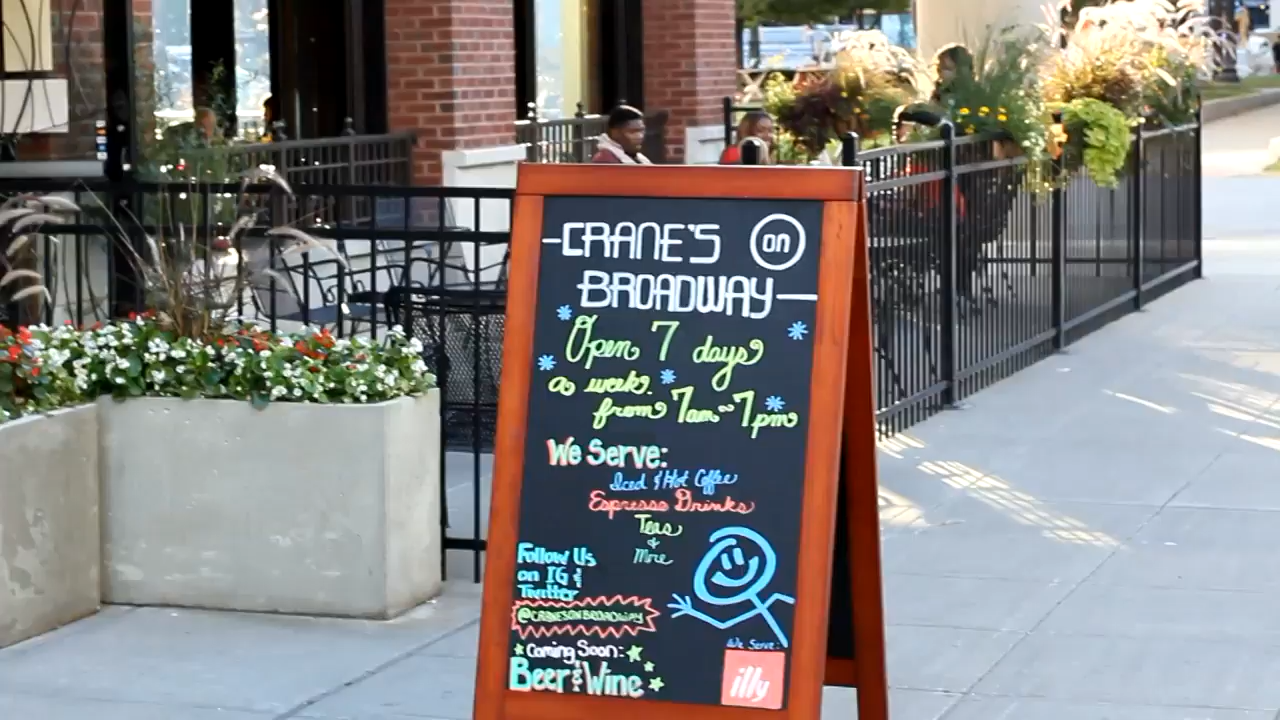 -CRANE'S on
BROADWAY-
Open 7 days
a week.
from 7am~7pm
We Serve:
Iced & Hot Coffee
Espresso Drinks
Teas
&
More
Follow Us
on IG &
Twitter
@CRANESONBROADWAY
Coming Soon:
Beer & Wine
We Serve:
illy